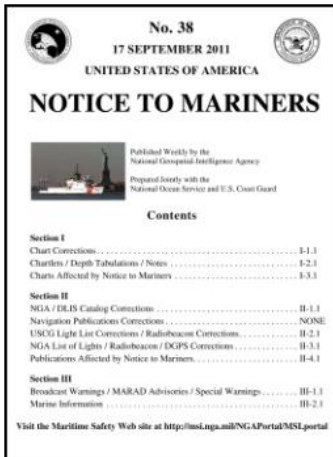 No. 38
17 SEPTEMBER 2011
UNITED STATES OF AMERICA
NOTICE TO MARINERS
Published Weekly by the
National Geospatial-Intelligence Agency
Prepared Jointly with the
National Ocean Service and U.S. Coast Guard
Contents
Section I
Chart Corrections I-1.1
Chartlets / Depth Tabulations / Notes I-2.1
Charts Affected by Notice to Mariners I-3.1
Section II
NGA / DLIS Catalog Corrections II-1.1
Navigation Publications Corrections NONE
USCG Light List Corrections / Radiobeacon Corrections II-2.1
NGA List of Lights / Radiobeacon / DGPS Corrections II-3.1
Publications Affected by Notice to Mariners II-4.1
Section III
Broadcast Warnings / MARAD Advisories / Special Warnings III-1.1
Marine Information III-2.1
Visit the Maritime Safety Web site at http://msi.nga.mil/NGAPortal/MSI.portal